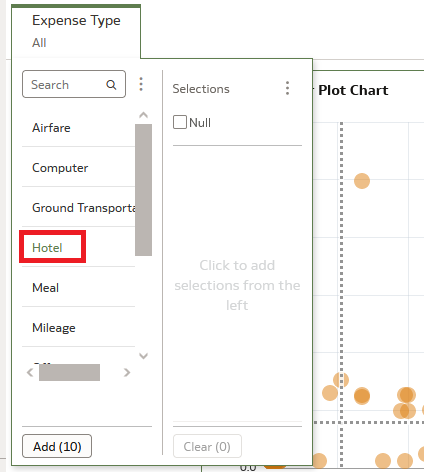 Expense Type
All
Search
Airfare
Computer
Ground Transporta
Hotel
Meal
Mileage
Add (10)
Selections
Null
Click to add
selections from the
left
Clear (0)
Plot Chart
0.0